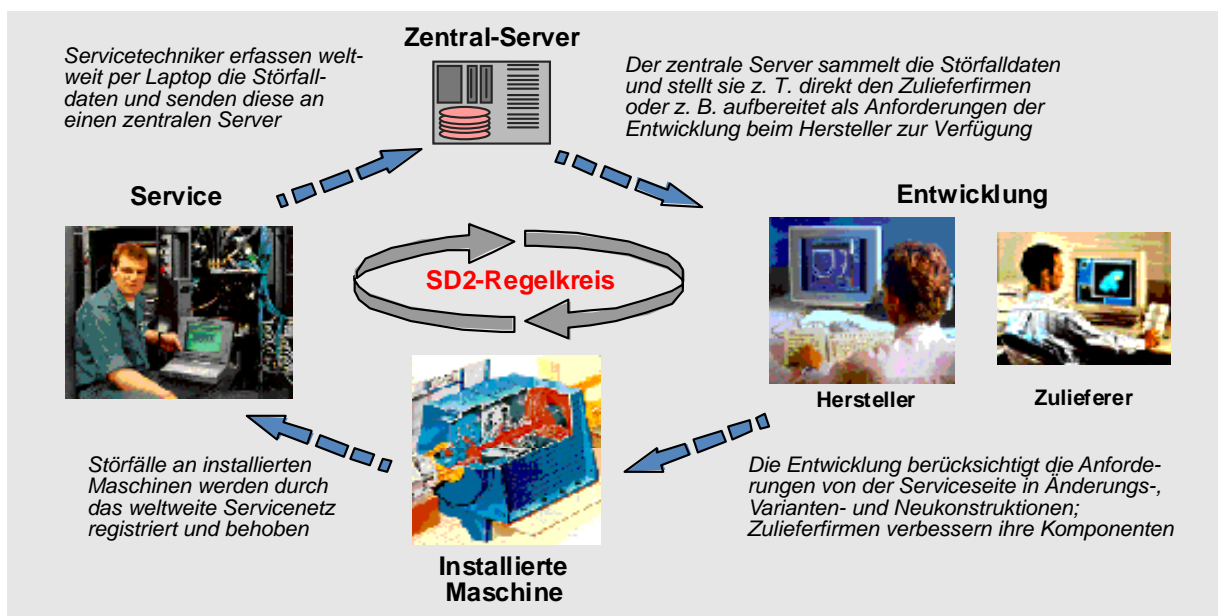 Zentral-Server
Servicetechniker erfassen welt-
weit per Laptop die Störfall-
daten und senden diese an
einen zentralen Server
Der zentrale Server sammelt die Störfalldaten
und stellt sie z. T. direkt den Zulieferfirmen
oder z. B. aufbereitet als Anforderungen der
Entwicklung beim Hersteller zur Verfügung
Service
Entwicklung
SD2-Regelkreis
Hersteller
Zulieferer
Störfälle an installierten
Maschinen werden durch
das weltweite Servicenetz
registriert und behoben
Die Entwicklung berücksichtigt die Anforde-
rungen von der Serviceseite in Änderungs-,
Varianten- und Neukonstruktionen;
Zulieferfirmen verbessern ihre Komponenten
Installierte
Maschine